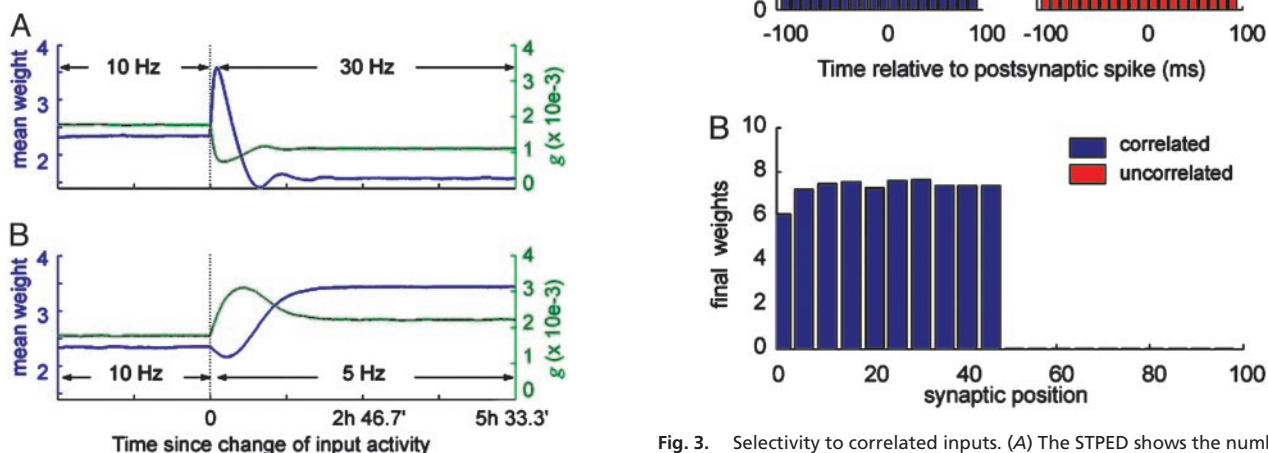 A
4
3
2
mean weight
10 Hz
30 Hz
4
3
2
1
0
g (x 10e-3)
B
4
3
2
mean weight
10 Hz
5 Hz
4
3
2
1
0
g (x 10e-3)
0 2h 46.7' 5h 33.3'
Time since change of input activity
0
-100 0 100 -100 0 100
Time relative to postsynaptic spike (ms)
B
10
8
6
4
2
0
final weights
correlated
uncorrelated
0 20 40 60 80 100
synaptic position
Fig. 3. Selectivity to correlated inputs. (A) The STPED shows the numb